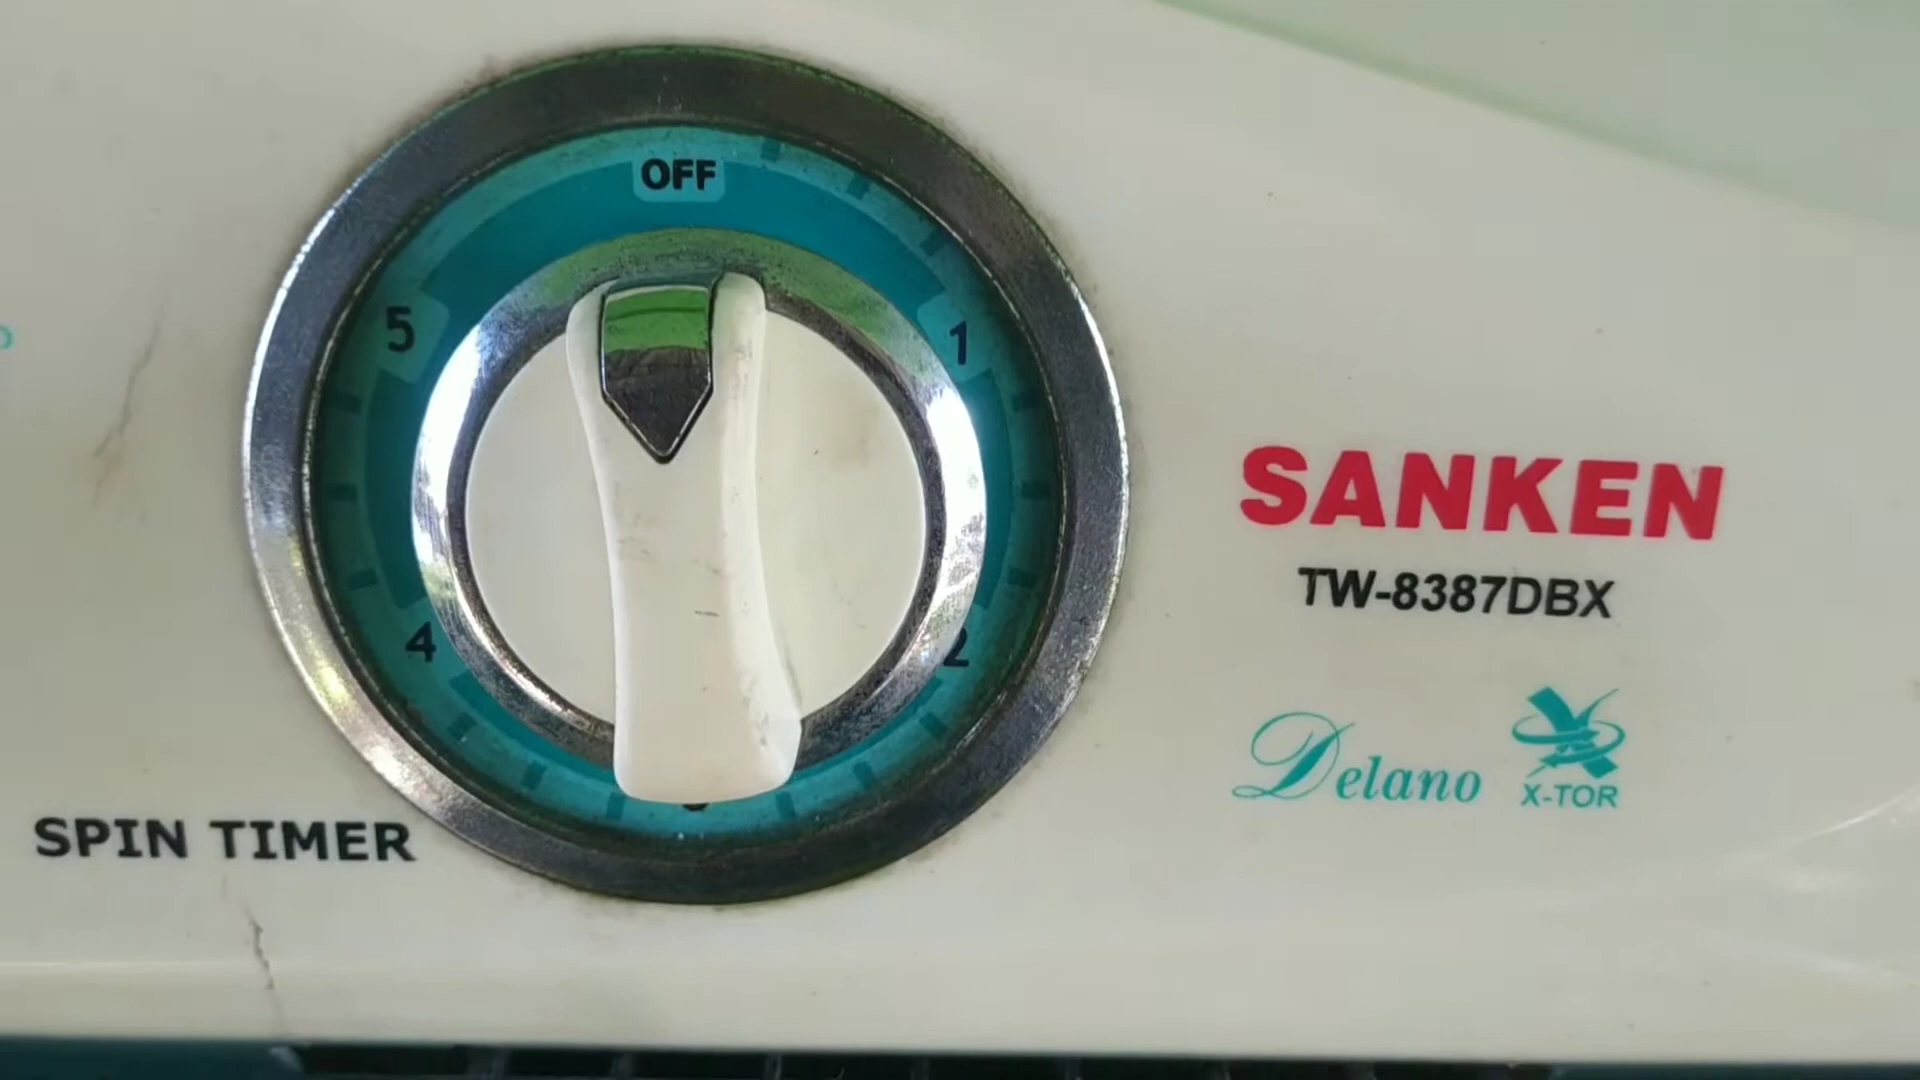 OFF
5
1
4
2
SANKEN
TW-8387DBX
Delano
X-TOR
SPIN TIMER